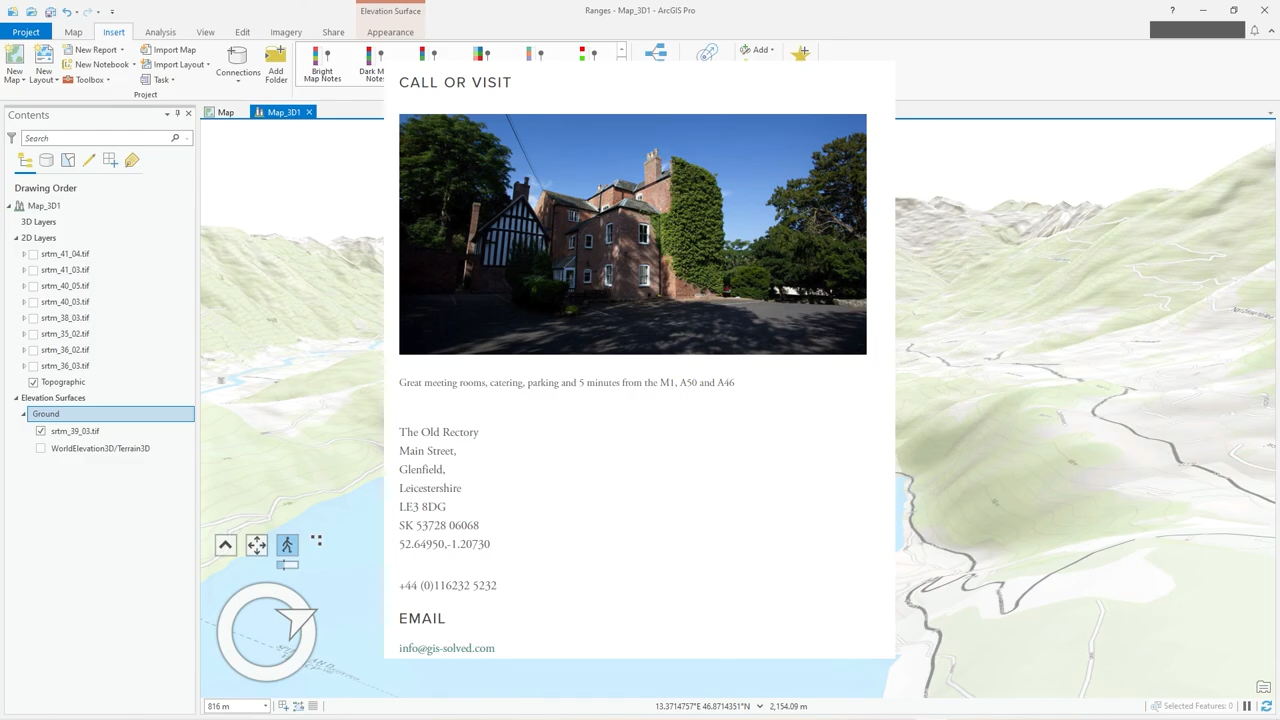 Elevation Surface
Ranges - Map_3D1 - ArcGIS Pro
Project
Map
Insert
Analysis
View
Edit
Imagery
Share
Appearance
New Map
New Layout
New Report
New Notebook
Toolbox
Import Map
Import Layout
Task
Connections
Add Folder
Project
Bright Map Notes
Dark M
Notes
Add
Contents
Search
Drawing Order
Map_3D1
3D Layers
2D Layers
srtm_41_04.tif
srtm_41_03.tif
srtm_40_05.tif
srtm_40_03.tif
srtm_38_03.tif
srtm_35_02.tif
srtm_36_02.tif
srtm_36_03.tif
Topographic
Elevation Surfaces
Ground
srtm_39_03.tif
WorldElevation3D/Terrain3D
Map
Map_3D1
CALL OR VISIT
Great meeting rooms, catering, parking and 5 minutes from the M1, A50 and A46
The Old Rectory
Main Street,
Glenfield,
Leicestershire
LE3 8DG
SK 53728 06068
52.64950,-1.20730
+44 (0)116232 5232
EMAIL
info@gis-solved.com
816 m
13.3714757°E 46.8714351°N
2,154.09 m
Selected Features: 0